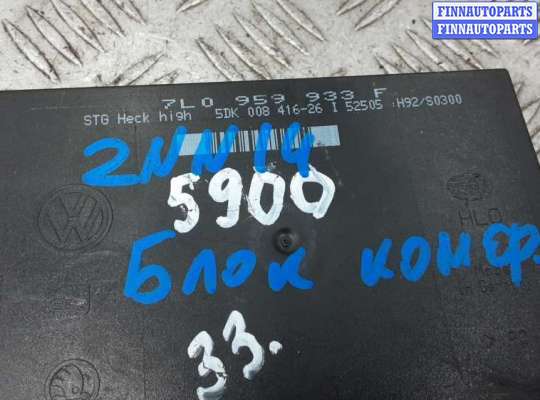 FINNAUTOPARTS
FINNAUTOPARTS
7L0 959 933 F
STG Heck high 5DK 008 416-26 I 52505 H92/S0300
2NN14
5900
HLO
Блок комф.
33.